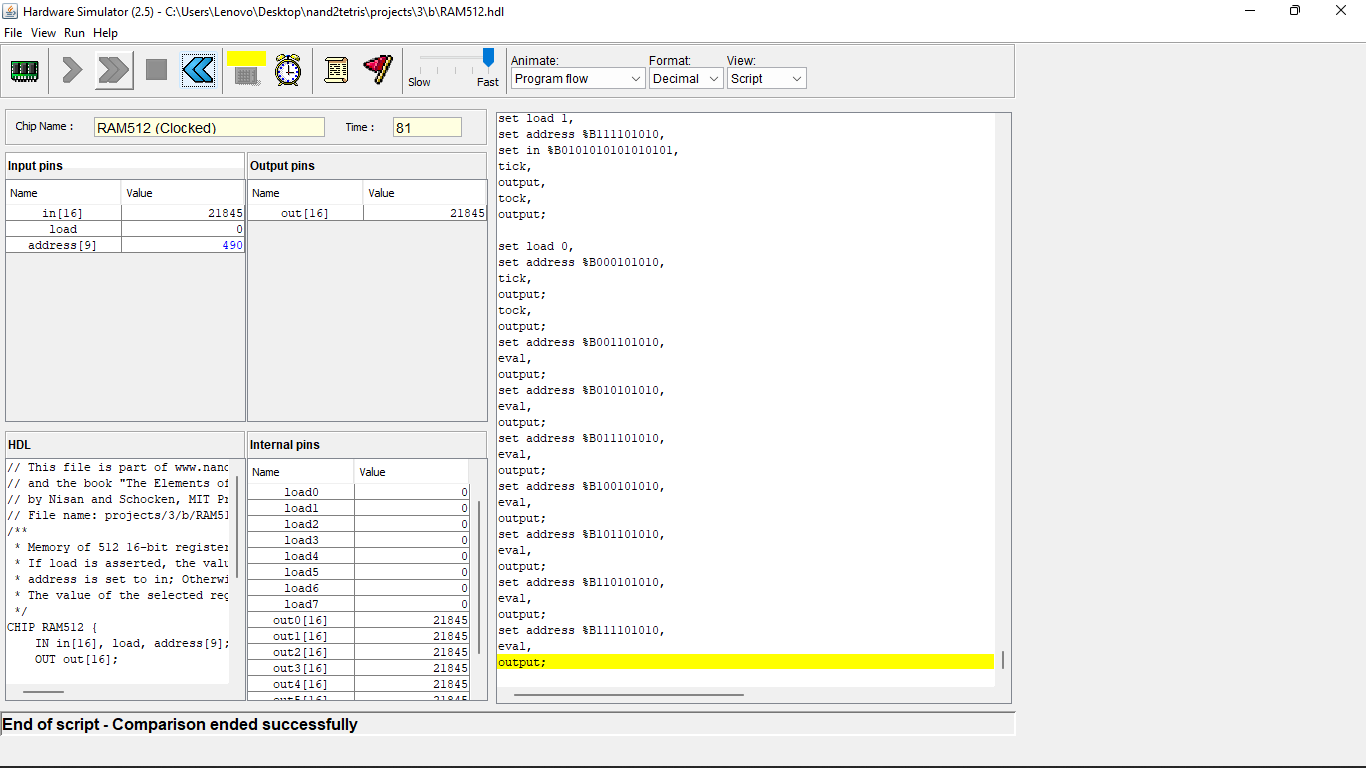 Hardware Simulator (2.5) - C:\Users\Lenovo\Desktop\nand2tetris\projects\3\b\RAM512.hdl
File View Run Help
Slow Fast
Animate: Format: View:
Program flow Decimal Script
Chip Name : RAM512 (Clocked) Time : 81
Input pins
Name Value
in[16] 21845
load 0
address[9] 490
Output pins
Name Value
out[16] 21845
HDL
// This file is part of www.nand
// and the book "The Elements of
// by Nisan and Schocken, MIT Pr
// File name: projects/3/b/RAM51
/**
* Memory of 512 16-bit register
* If load is asserted, the valu
* address is set to in; Otherwi
* The value of the selected reg
*/
CHIP RAM512 {
IN in[16], load, address[9];
OUT out[16];
Internal pins
Name Value
load0 0
load1 0
load2 0
load3 0
load4 0
load5 0
load6 0
load7 0
out0[16] 21845
out1[16] 21845
out2[16] 21845
out3[16] 21845
out4[16] 21845
out5[16] 21845
set load 1,
set address %B111101010,
set in %B0101010101010101,
tick,
output,
tock,
output;
set load 0,
set address %B000101010,
tick,
output;
tock,
output;
set address %B001101010,
eval,
output;
set address %B010101010,
eval,
output;
set address %B011101010,
eval,
output;
set address %B100101010,
eval,
output;
set address %B101101010,
eval,
output;
set address %B110101010,
eval,
output;
set address %B111101010,
eval,
output;
End of script - Comparison ended successfully